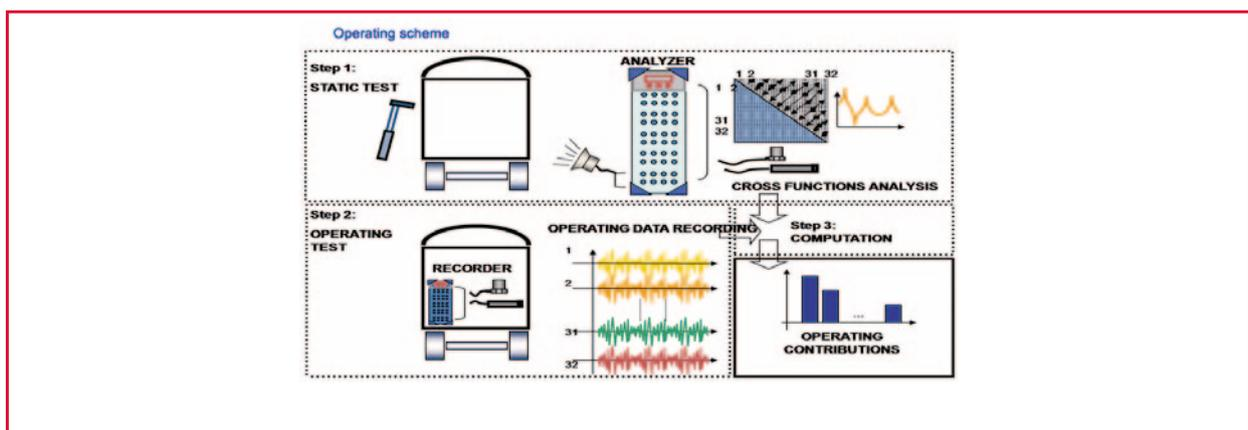 Operating scheme
Step 1:
STATIC TEST
ANALYZER
1 2 31 32
1 2
31
32
CROSS FUNCTIONS ANALYSIS
Step 2:
OPERATING
TEST
RECORDER
OPERATING DATA RECORDING
1
2
31
32
Step 3:
COMPUTATION
...
OPERATING
CONTRIBUTIONS